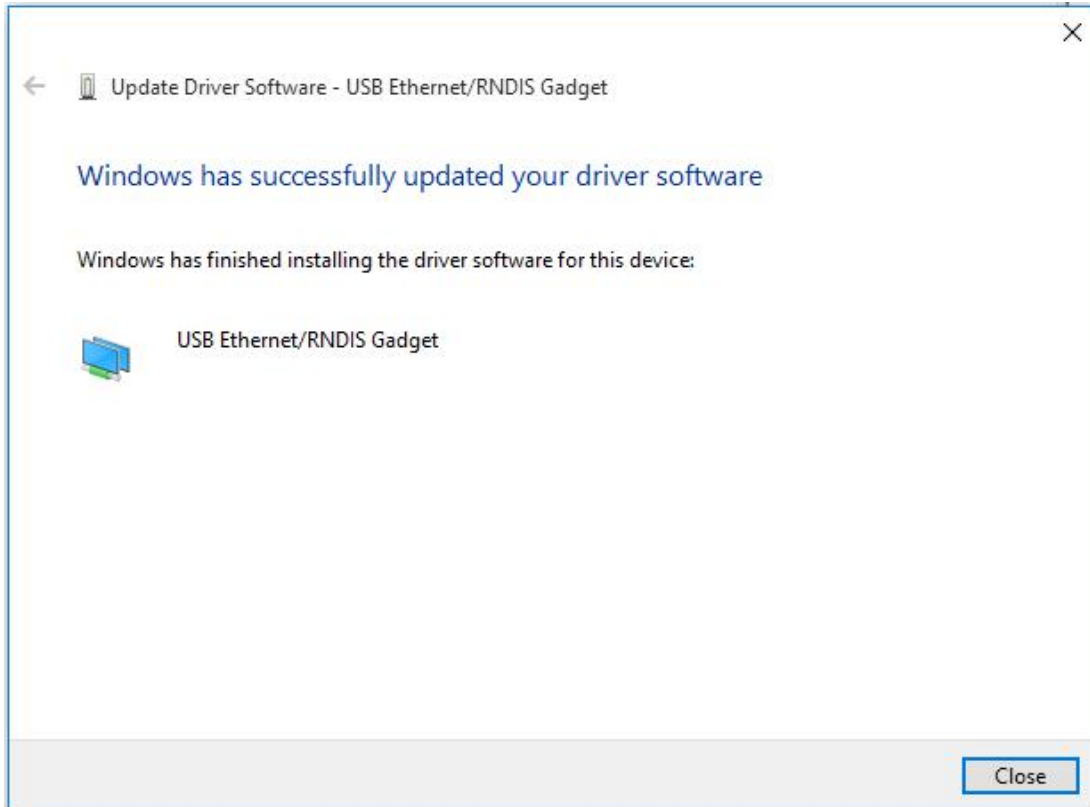 Update Driver Software - USB Ethernet/RNDIS Gadget
Windows has successfully updated your driver software
Windows has finished installing the driver software for this device:
USB Ethernet/RNDIS Gadget
Close